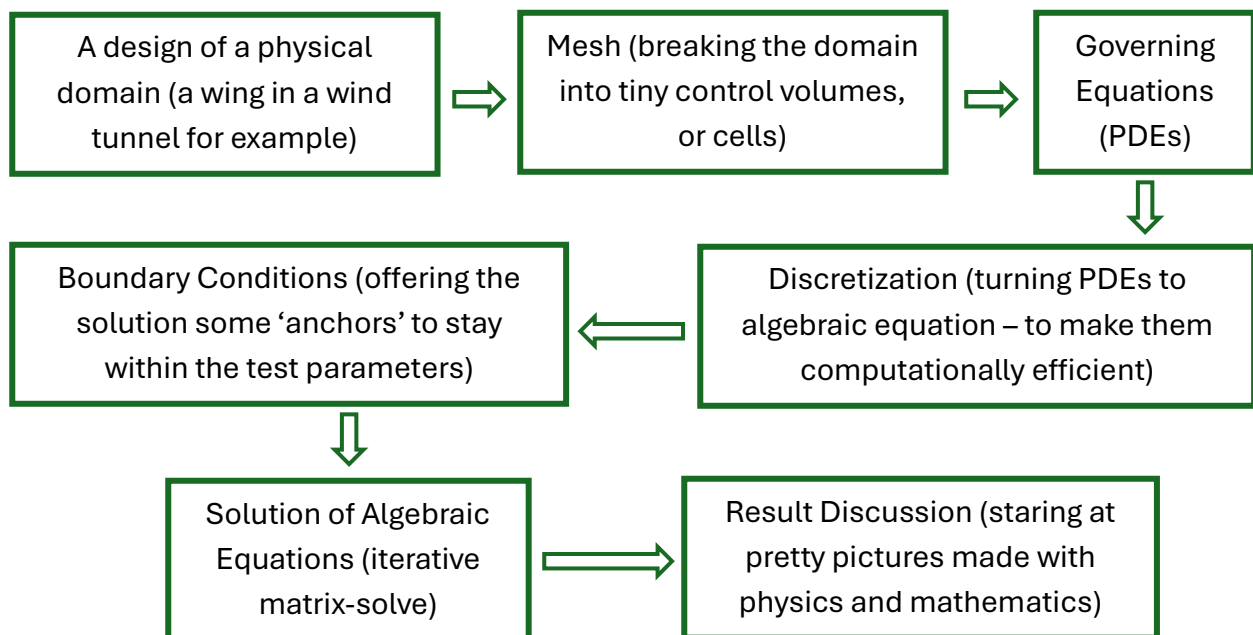 A design of a physical
domain (a wing in a wind
tunnel for example)
Mesh (breaking the domain
into tiny control volumes,
or cells)
Governing
Equations
(PDEs)
Discretization (turning PDEs to
algebraic equation – to make them
computationally efficient)
Boundary Conditions (offering the
solution some ‘anchors’ to stay
within the test parameters)
Solution of Algebraic
Equations (iterative
matrix-solve)
Result Discussion (staring at
pretty pictures made with
physics and mathematics)